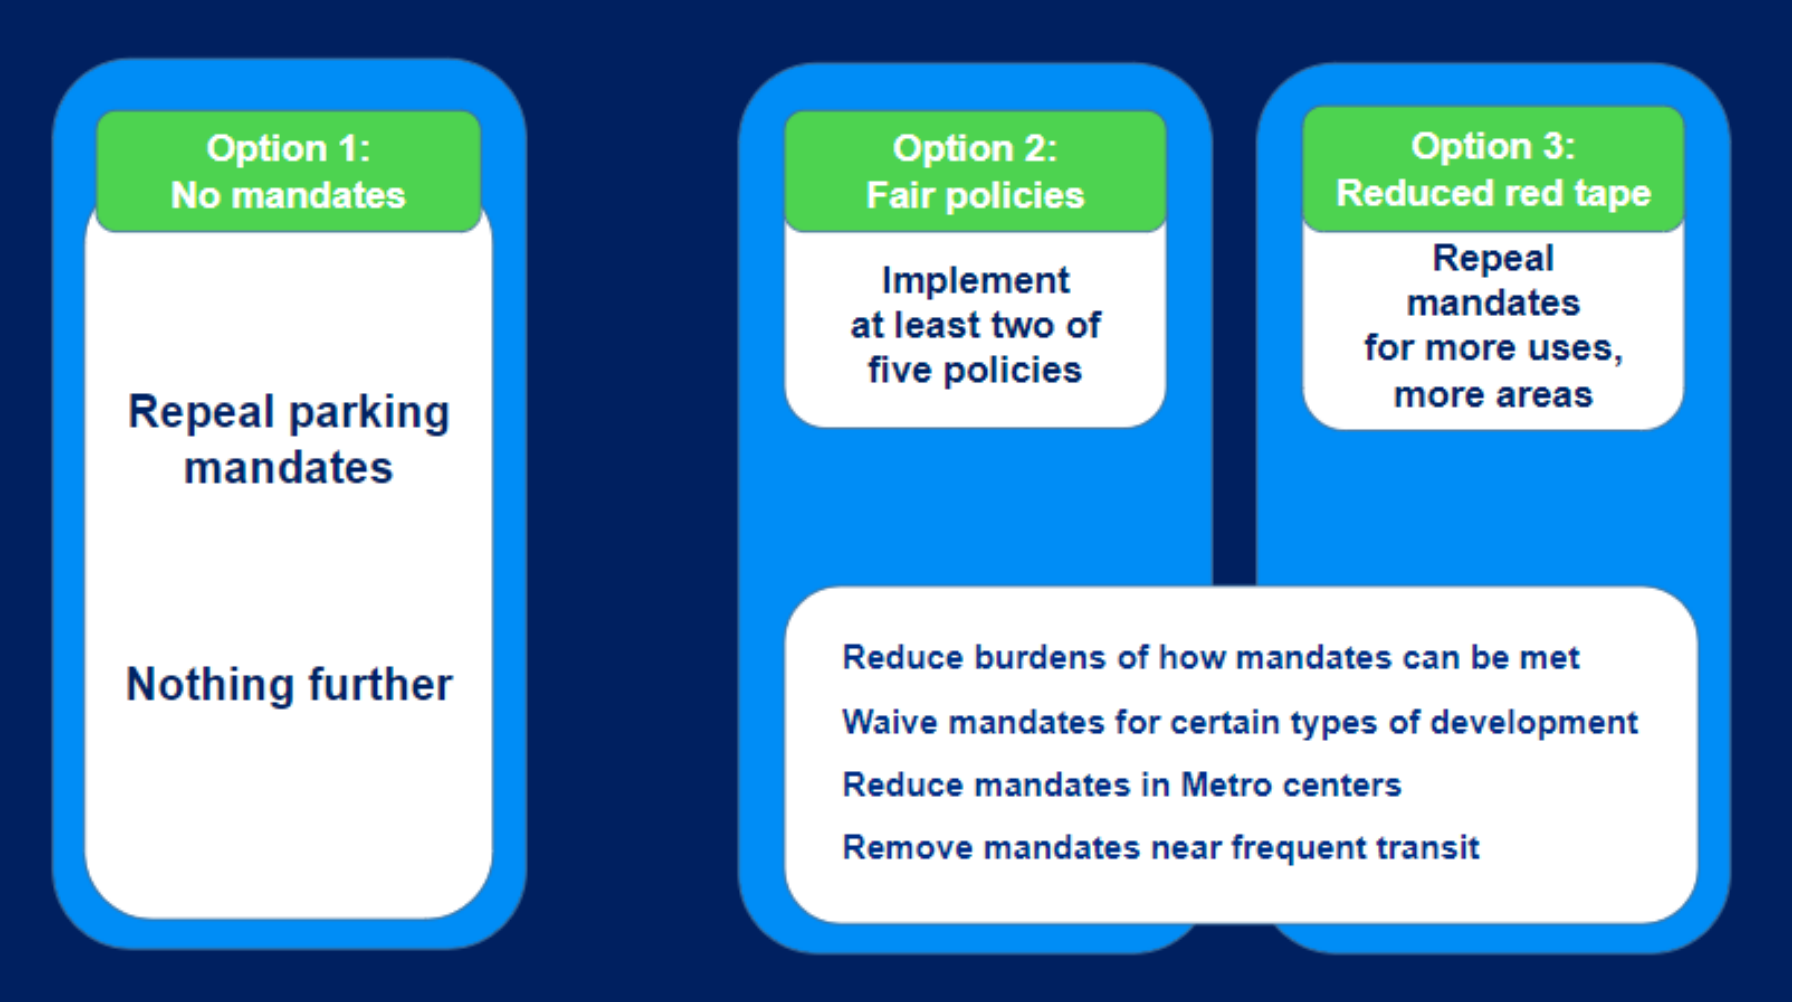 Option 1:
No mandates
Repeal parking
mandates
Nothing further
Option 2:
Fair policies
Implement
at least two of
five policies
Option 3:
Reduced red tape
Repeal
mandates
for more uses,
more areas
Reduce burdens of how mandates can be met
Waive mandates for certain types of development
Reduce mandates in Metro centers
Remove mandates near frequent transit